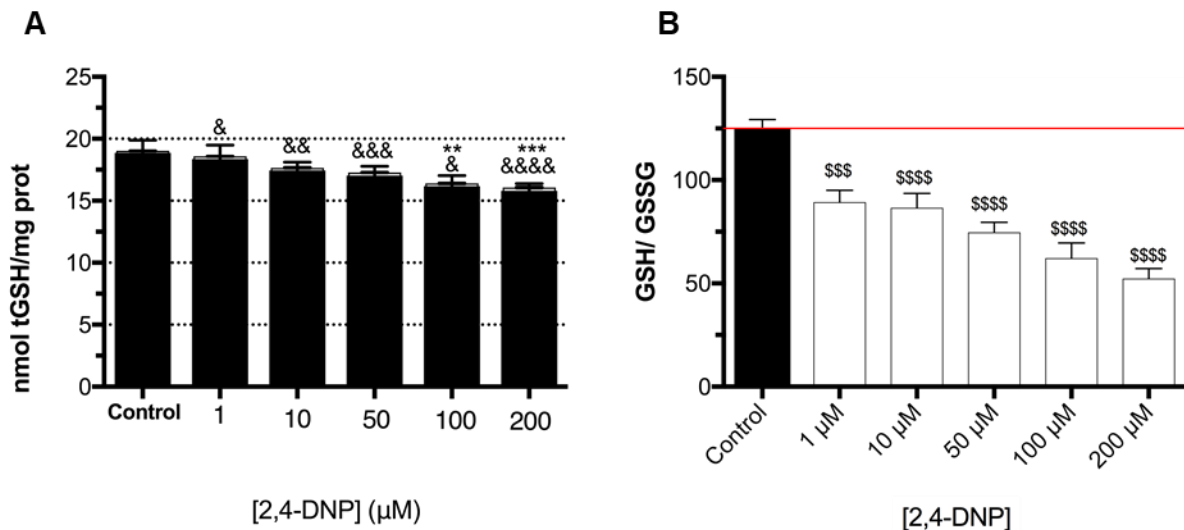 A
nmol tGSH/mg prot
25
20
15
10
5
0
&
&&
&&&
**
&
***
&&&&
Control 1 10 50 100 200
[2,4-DNP] (µM)
B
GSH/ GSSG
150
100
50
0
$$$
$$$$
$$$$
$$$$
$$$$
Control
1 µM
10 µM
50 µM
100 µM
200 µM
[2,4-DNP]